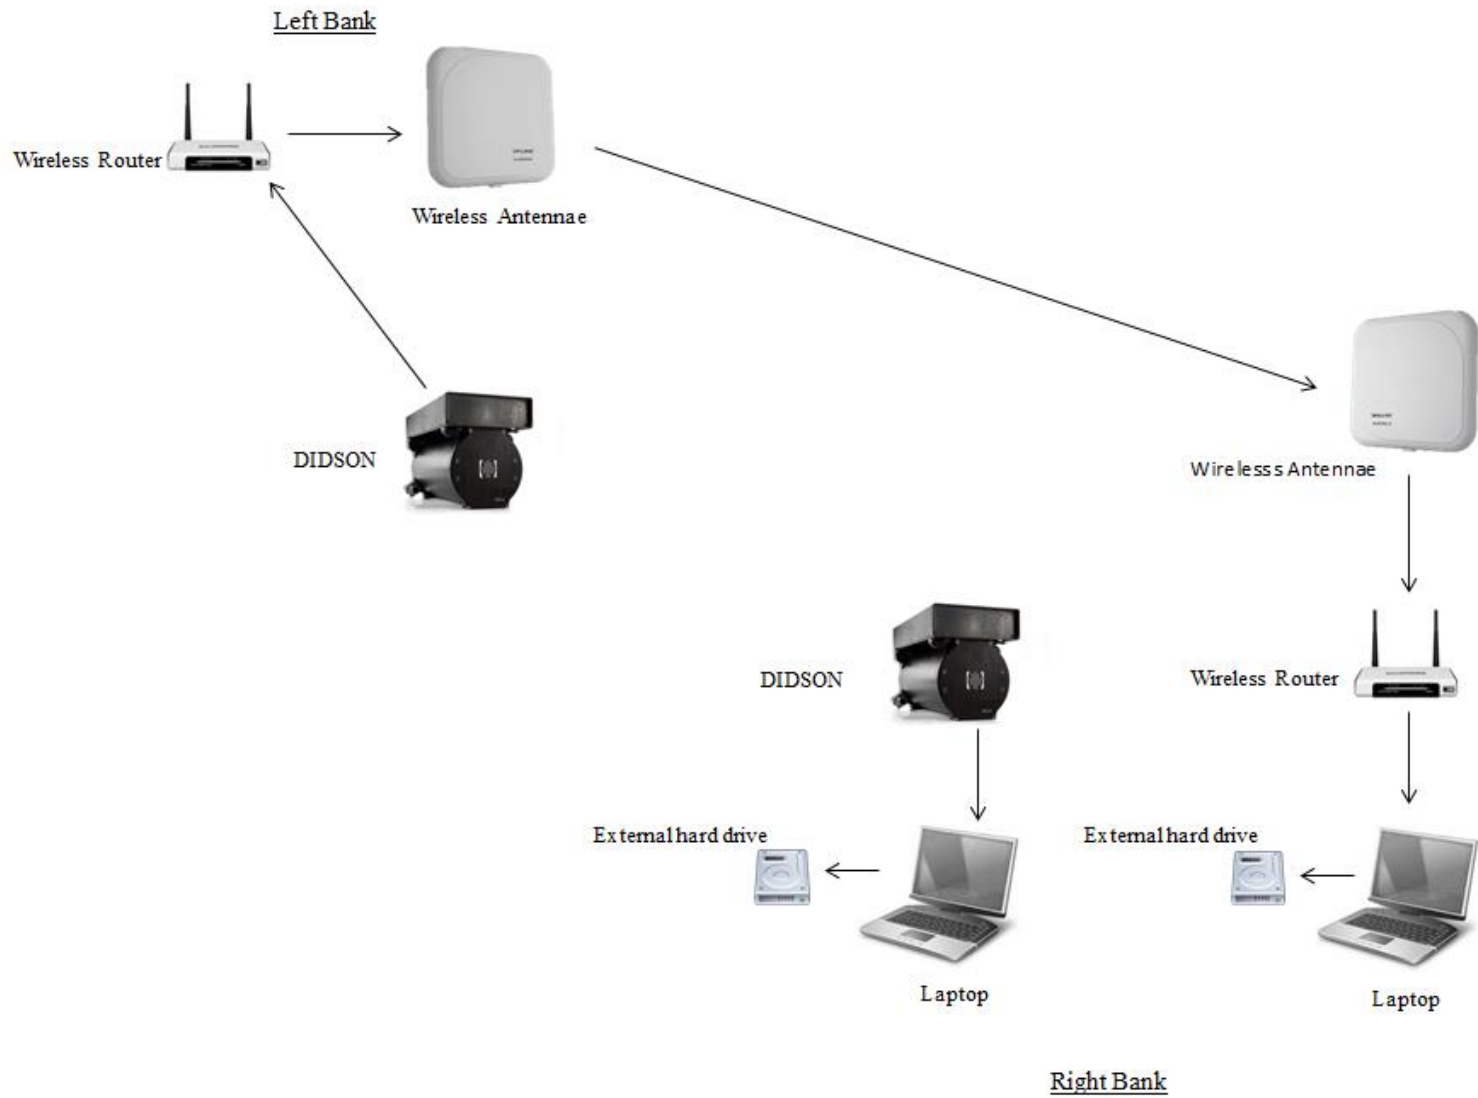 Left Bank
Wireless Router
Wireless Antennae
DIDSON
Wirelesss Antennae
DIDSON
Wireless Router
External hard drive
External hard drive
Laptop
Laptop
Right Bank